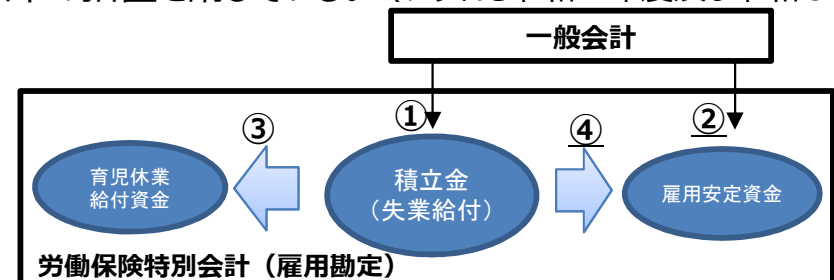 一般会計
①
②
③
④
育児休業
給付資金
積立金
(失業給付)
雇用安定資金
労働保険特別会計(雇用勘定)